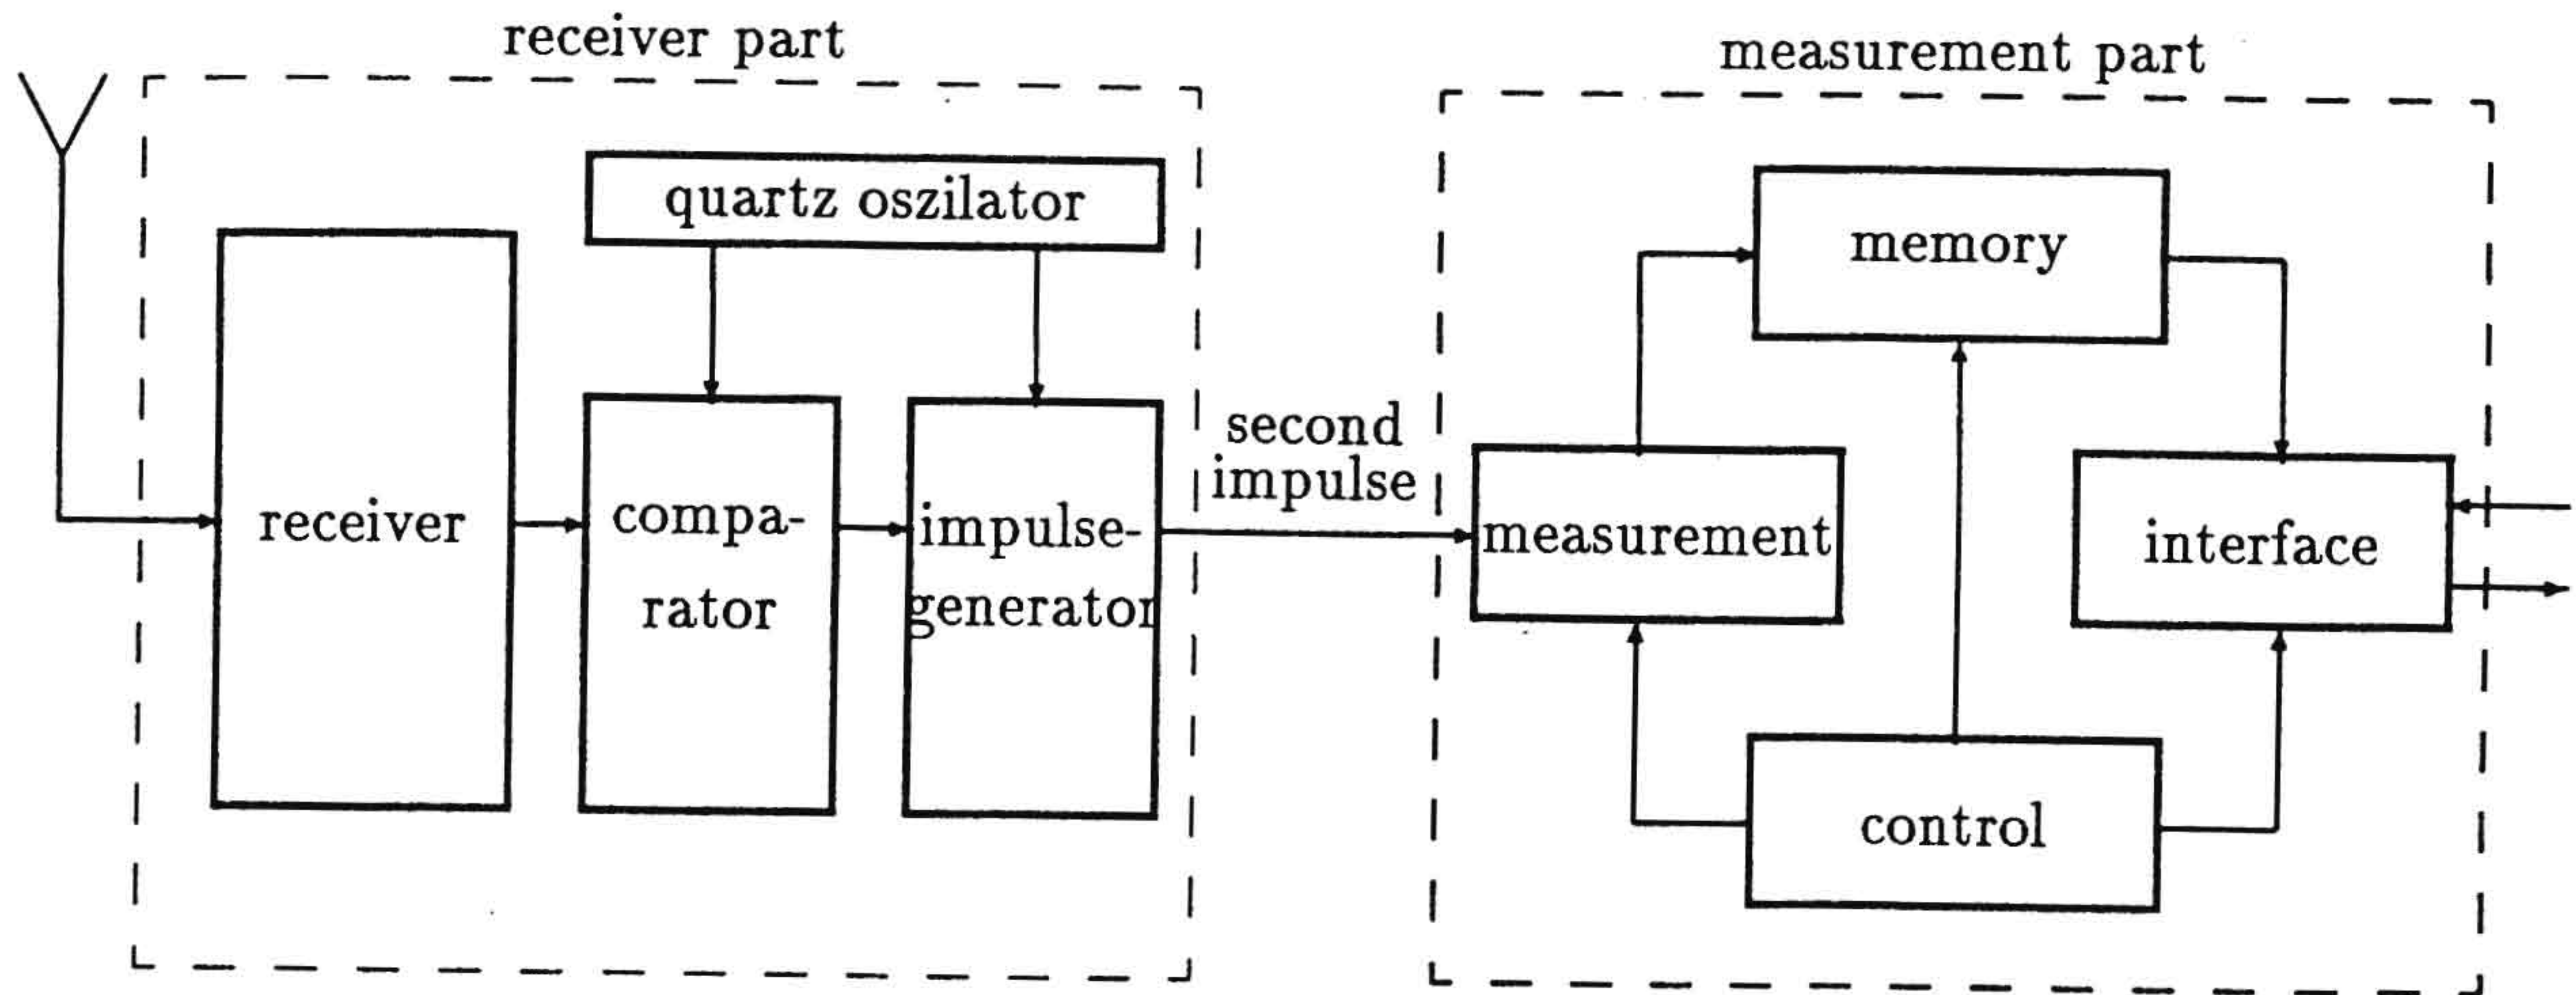 receiver part
measurement part
quartz oszilator
memory
receiver
compa-
rator
impulse-
generator
second
impulse
measurement
interface
control